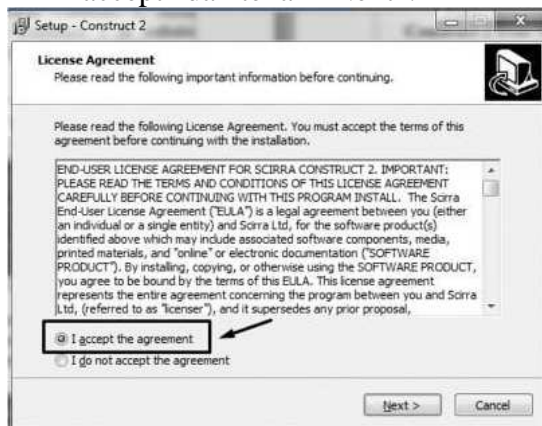 Setup - Construct 2
License Agreement
Please read the following important information before continuing.
Please read the following License Agreement. You must accept the terms of this
agreement before continuing with the installation.
END-USER LICENSE AGREEMENT FOR SCIRRA CONSTRUCT 2. IMPORTANT:
PLEASE READ THE TERMS AND CONDITIONS OF THIS LICENSE AGREEMENT
CAREFULLY BEFORE CONTINUING WITH THIS PROGRAM INSTALL. The Scirra
End-User License Agreement ("EULA") is a legal agreement between you (either
an individual or a single entity) and Scirra Ltd, for the software product(s)
identified above which may include associated software components, media,
printed materials, and "online" or electronic documentation ("SOFTWARE
PRODUCT"). By installing, copying, or otherwise using the SOFTWARE PRODUCT,
you agree to be bound by the terms of this EULA. This license agreement
represents the entire agreement concerning the program between you and Scirra
Ltd, (referred to as "licenser"), and it supersedes any prior proposal,
I accept the agreement
I do not accept the agreement
Next >
Cancel